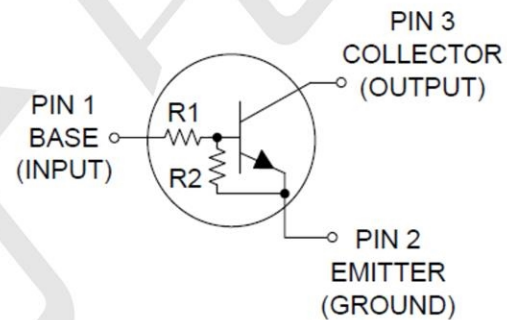 PIN 3
COLLECTOR
(OUTPUT)
PIN 1
BASE
(INPUT)
R1
R2
PIN 2
EMITTER
(GROUND)